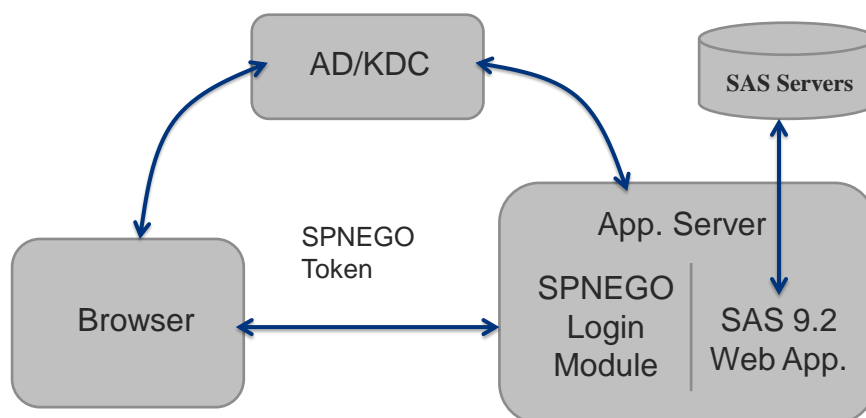 AD/KDC
SAS Servers
App. Server
SPNEGO
Token
SPNEGO
Login
Module
Browser
SAS 9.2
Web App.